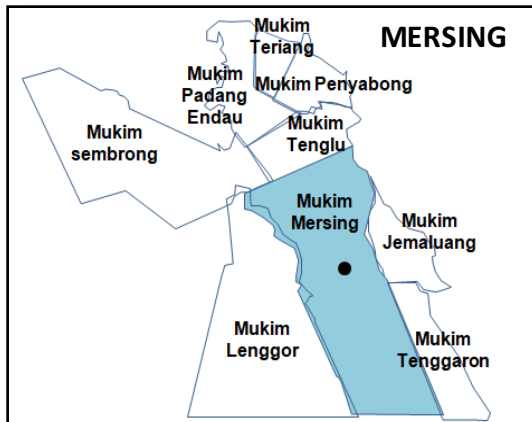 MERSING
Mukim
Teriang
Mukim
Padang
Endau
Mukim Penyabong
Mukim
sembrong
Mukim
Tenglu
Mukim
Mersing
Mukim
Jemaluang
Mukim
Lenggor
Mukim
Tenggaron